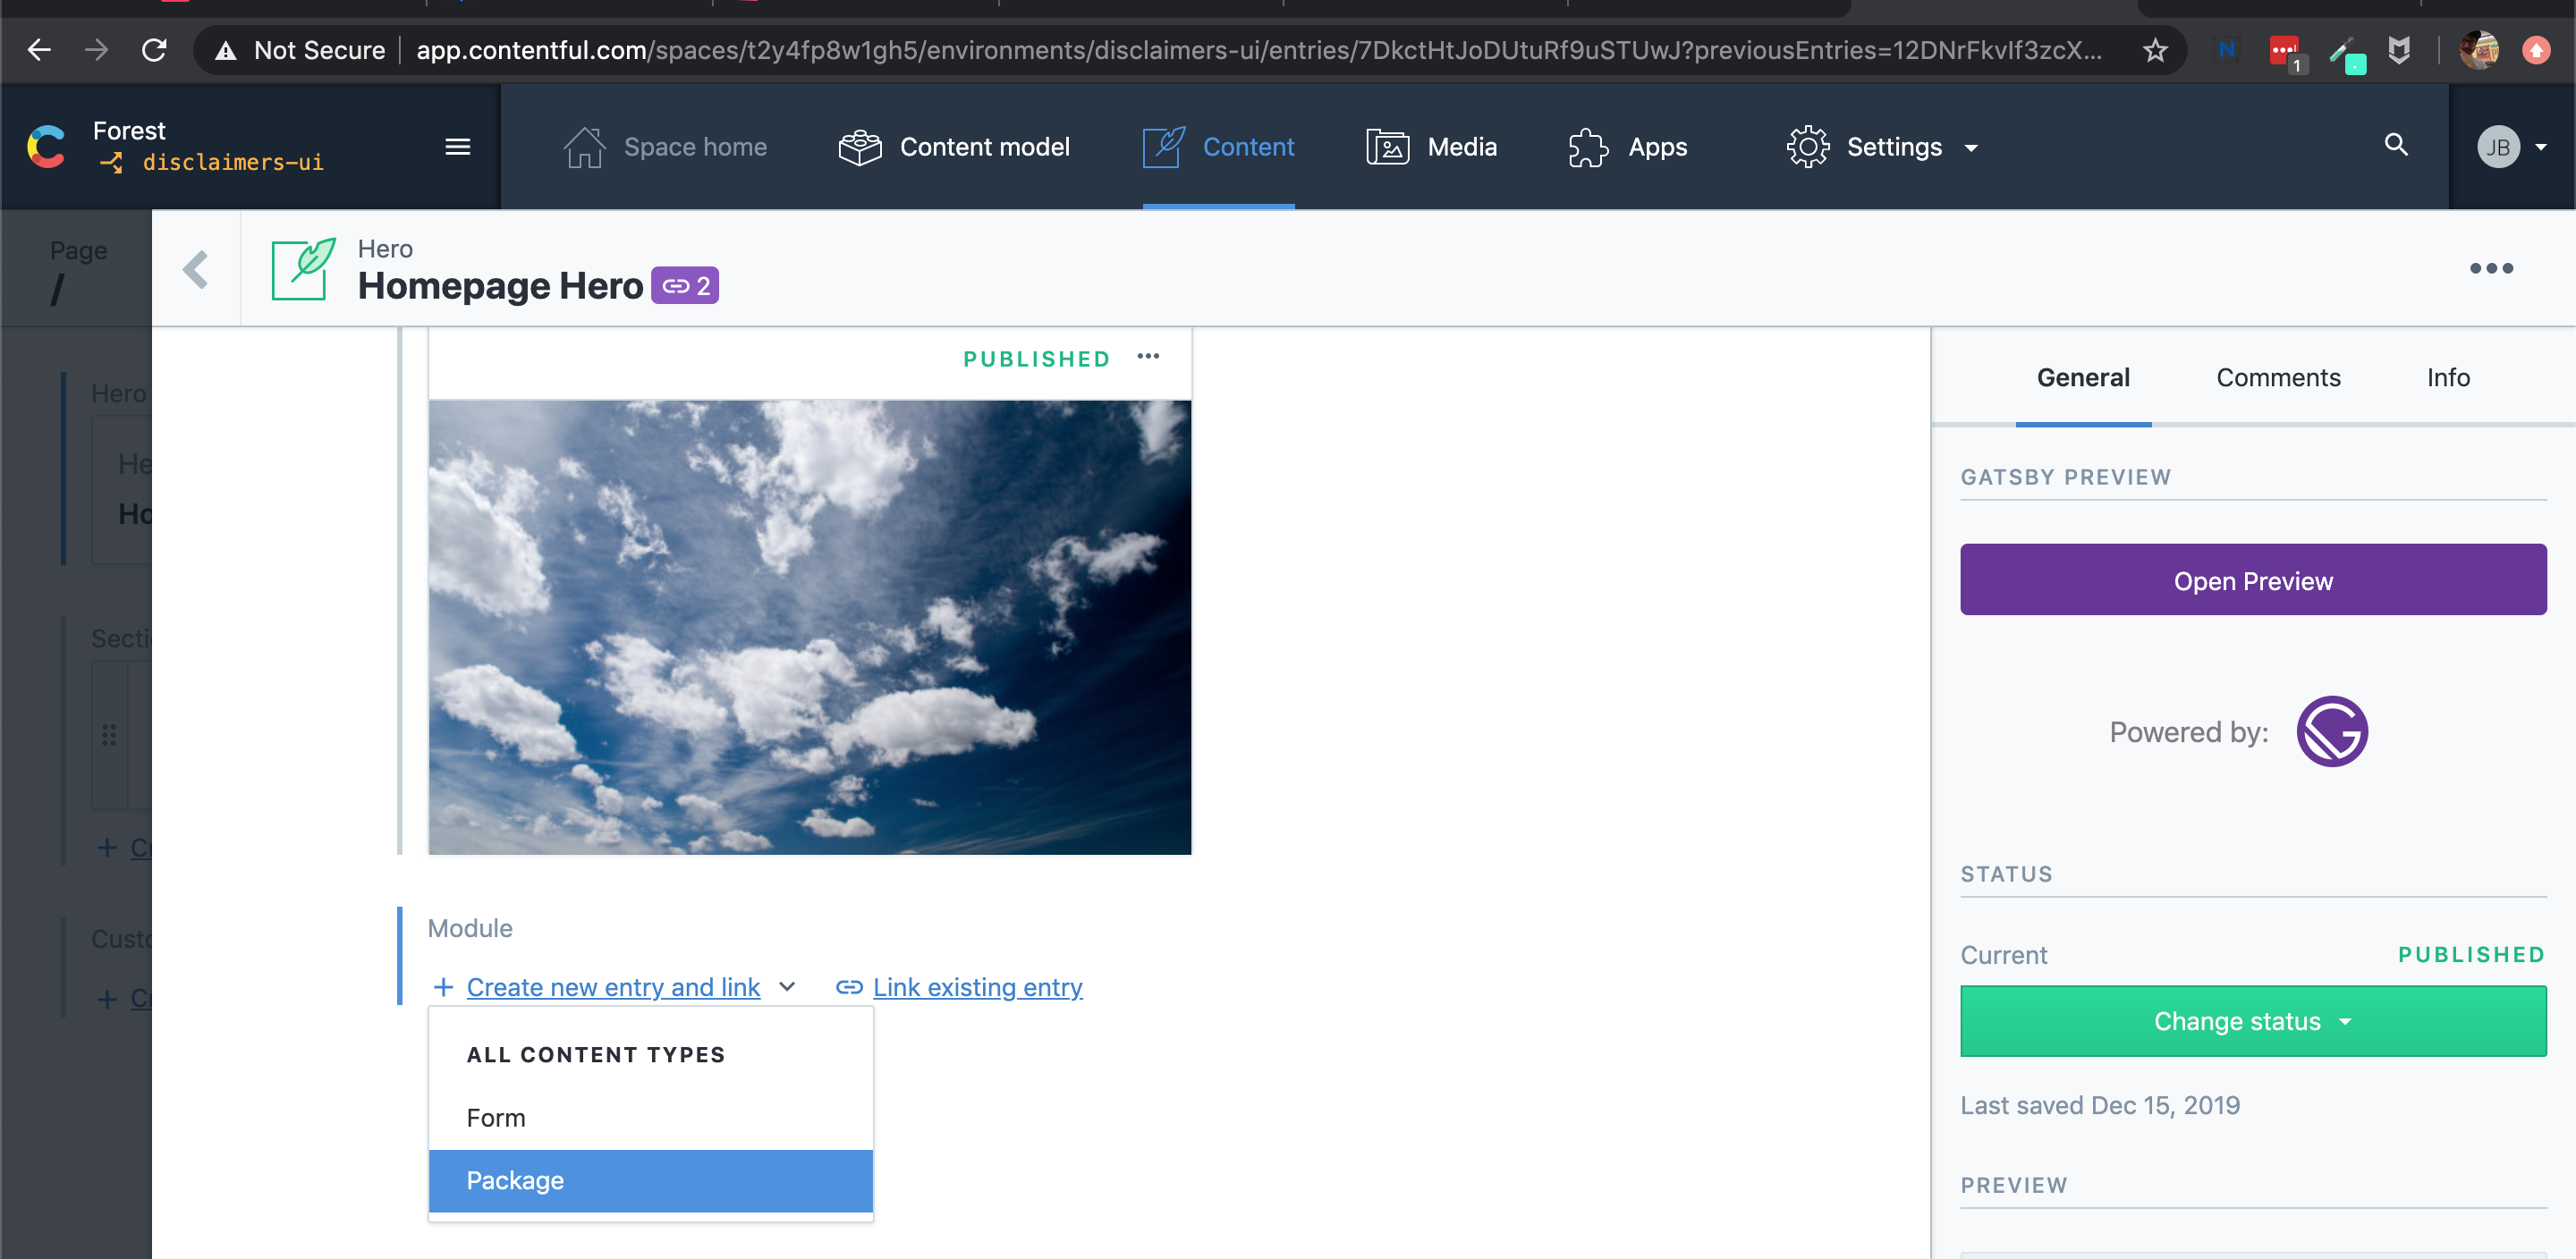 Not Secure app.contentful.com/spaces/t2y4fp8w1gh5/environments/disclaimers-ui/entries/7DkctHtJoDUtuRf9uSTUwJ?previousEntries=12DNrFkvIf3zcX...
N
1
Forest
disclaimers-ui
Space home
Content model
Content
Media
Apps
Settings
JB
Page
/
Hero
Homepage Hero
2
Hero
He
Ho
Secti
+ Cr
Custo
+ Cr
PUBLISHED
Module
+ Create new entry and link
Link existing entry
ALL CONTENT TYPES
Form
Package
General
Comments
Info
GATSBY PREVIEW
Open Preview
Powered by:
STATUS
Current
PUBLISHED
Change status
Last saved Dec 15, 2019
PREVIEW